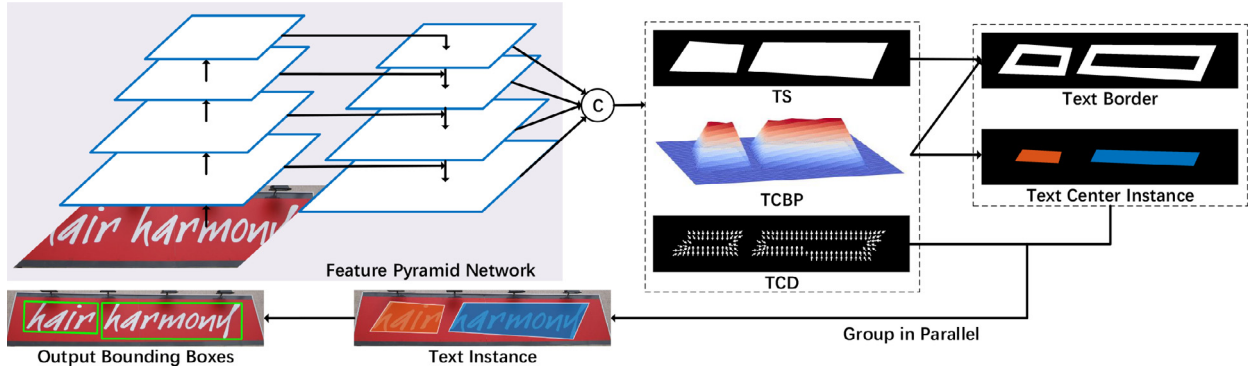 C
TS
Text Border
TCBP
Text Center Instance
hair harmony
Feature Pyramid Network
TCD
hair harmony
hair harmony
Group in Parallel
Output Bounding Boxes
Text Instance